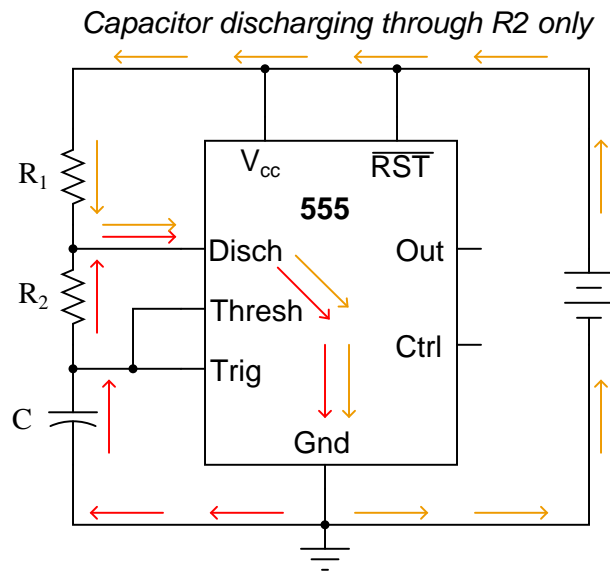 Capacitor discharging through R2 only
Vcc
RST
R1
555
Disch
Out
R2
Thresh
Ctrl
Trig
C
Gnd